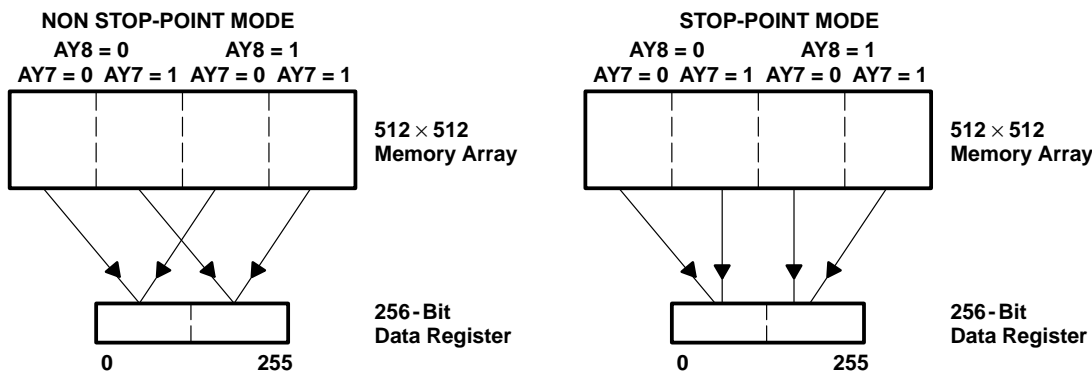 NON STOP-POINT MODE
AY8 = 0 AY8 = 1
AY7 = 0 AY7 = 1 AY7 = 0 AY7 = 1
512 × 512
Memory Array
256-Bit
Data Register
0 255
STOP-POINT MODE
AY8 = 0 AY8 = 1
AY7 = 0 AY7 = 1 AY7 = 0 AY7 = 1
512 × 512
Memory Array
256-Bit
Data Register
0 255